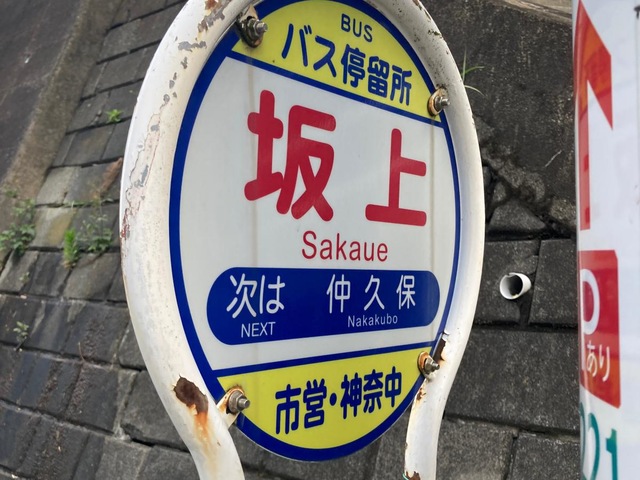 BUS
バス停留所
坂上
Sakaue
次は 仲久保
NEXT Nakakubo
市営・神奈中
P
あり
021